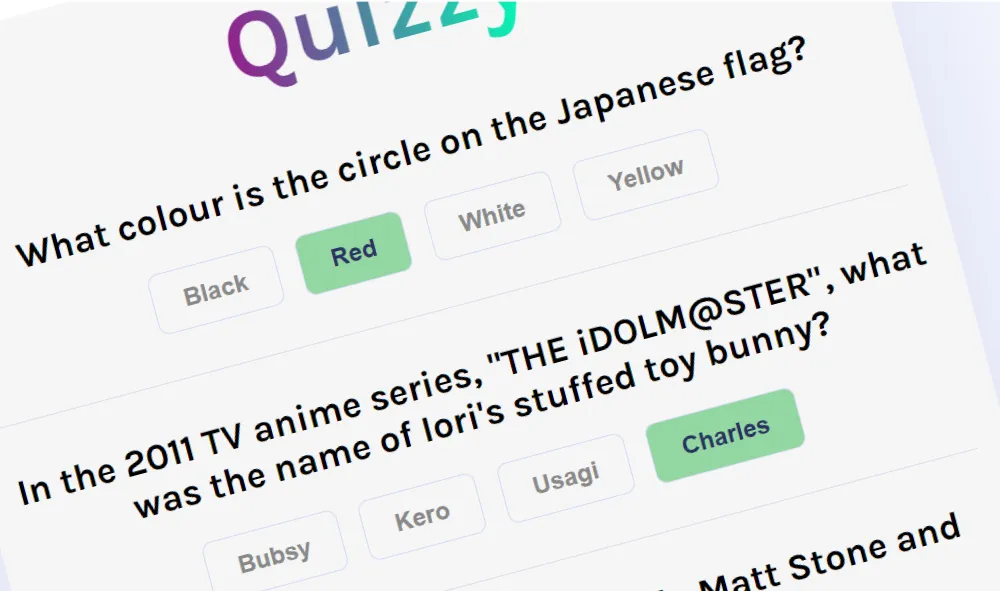 Quizzy
What colour is the circle on the Japanese flag?
Black Red White Yellow
In the 2011 TV anime series, "THE iDOLM@STER", what
was the name of Iori's stuffed toy bunny?
Bubsy Kero Usagi Charles
Matt Stone and